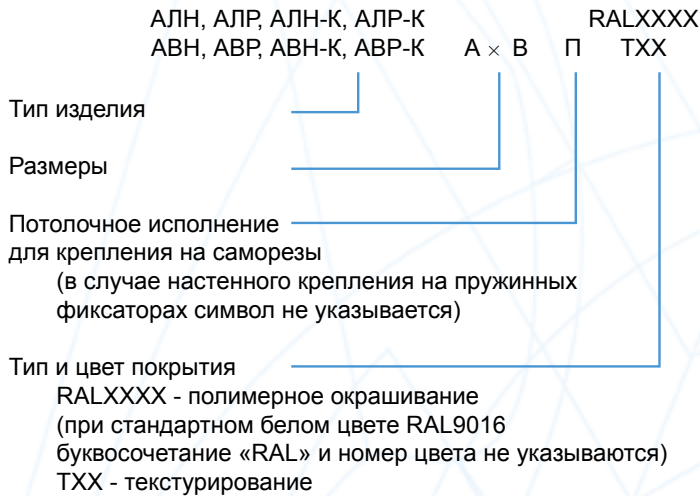 АЛН, АЛР, АЛН-К, АЛР-К RALXXXX
АВН, АВР, АВН-К, АВР-К А × В П TXX
Тип изделия
Размеры
Потолочное исполнение
для крепления на саморезы
(в случае настенного крепления на пружинных
фиксаторах символ не указывается)
Тип и цвет покрытия
RALXXXX - полимерное окрашивание
(при стандартном белом цвете RAL9016
буквосочетание «RAL» и номер цвета не указываются)
TXX - текстурирование